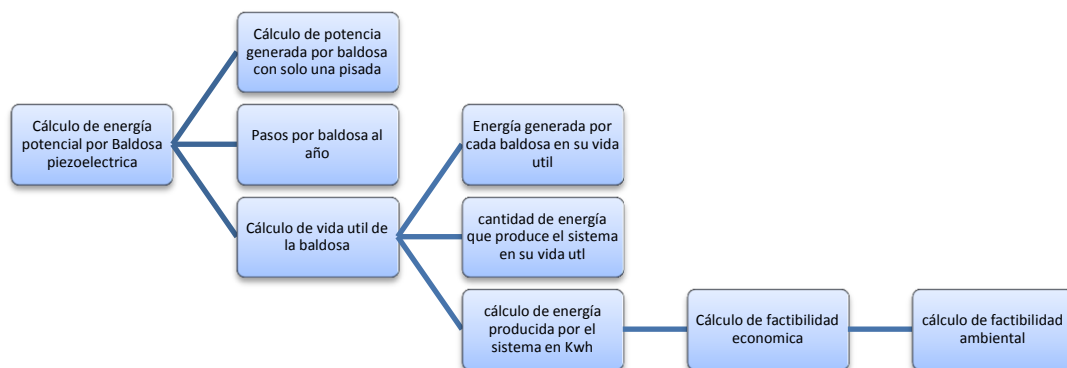 Cálculo de energía
potencial por Baldosa
piezoelectrica
Cálculo de potencia
generada por baldosa
con solo una pisada
Pasos por baldosa al
año
Cálculo de vida util de
la baldosa
Energía generada por
cada baldosa en su vida
util
cantidad de energía
que produce el sistema
en su vida utl
cálculo de energía
producida por el
sistema en Kwh
Cálculo de factibilidad
economica
cálculo de factibilidad
ambiental